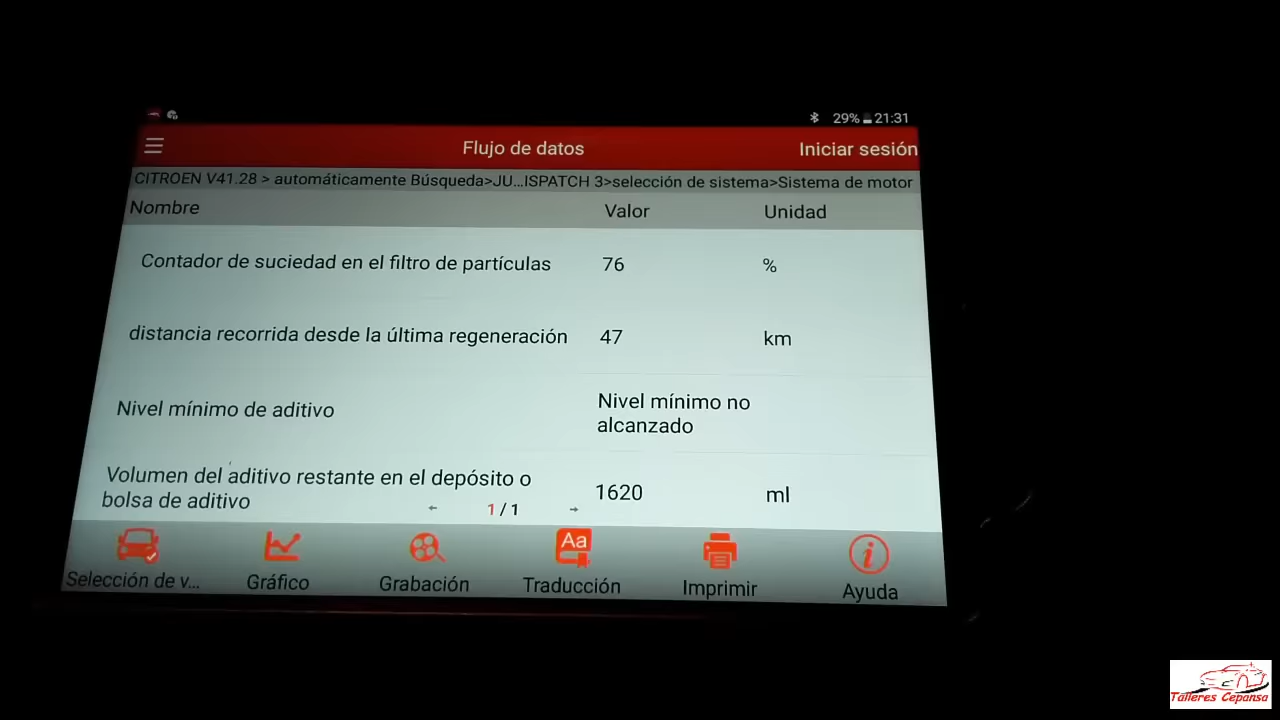 29% 21:31
Flujo de datos Iniciar sesión
CITROEN V41.28 > automáticamente Búsqueda>JU...ISPATCH 3>selección de sistema>Sistema de motor
Nombre Valor Unidad
Contador de suciedad en el filtro de partículas 76 %
distancia recorrida desde la última regeneración 47 km
Nivel mínimo de aditivo Nivel mínimo no
alcanzado
Volumen del aditivo restante en el depósito o
bolsa de aditivo 1620 ml
1 / 1
Selección de v... Gráfico Grabación Aa Traducción Imprimir Ayuda
Talleres Cepansa